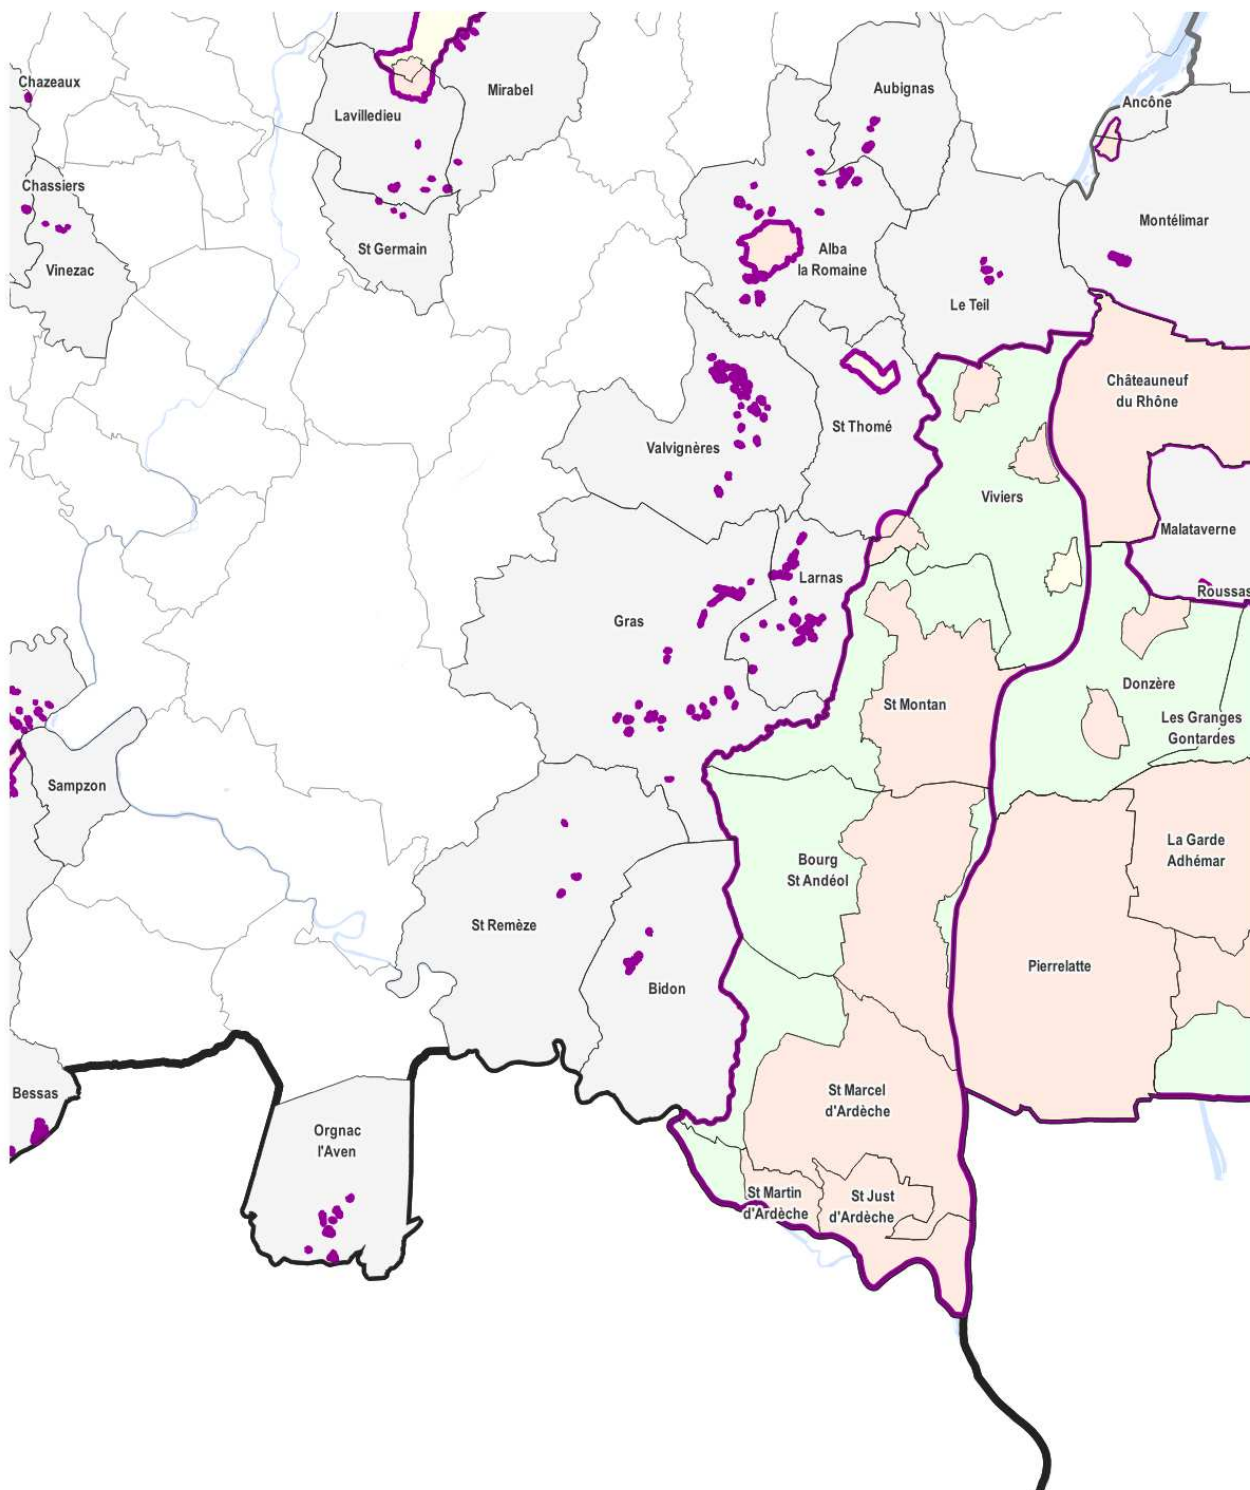 Chazeaux
Lavilledieu
Mirabel
Aubignas
Ancône
Chassiers
Vinezac
St Germain
Alba
la Romaine
Montélimar
Le Teil
Châteauneuf
du Rhône
Valvignères
St Thomé
Viviers
Malataverne
Roussas
Larnas
Gras
Donzère
St Montan
Les Granges
Gontardes
Sampzon
La Garde
Adhémar
Bourg
St Andéol
St Remèze
Bidon
Pierrelatte
Bessas
Orgnac
l'Aven
St Marcel
d'Ardèche
St Martin
d'Ardèche
St Just
d'Ardèche